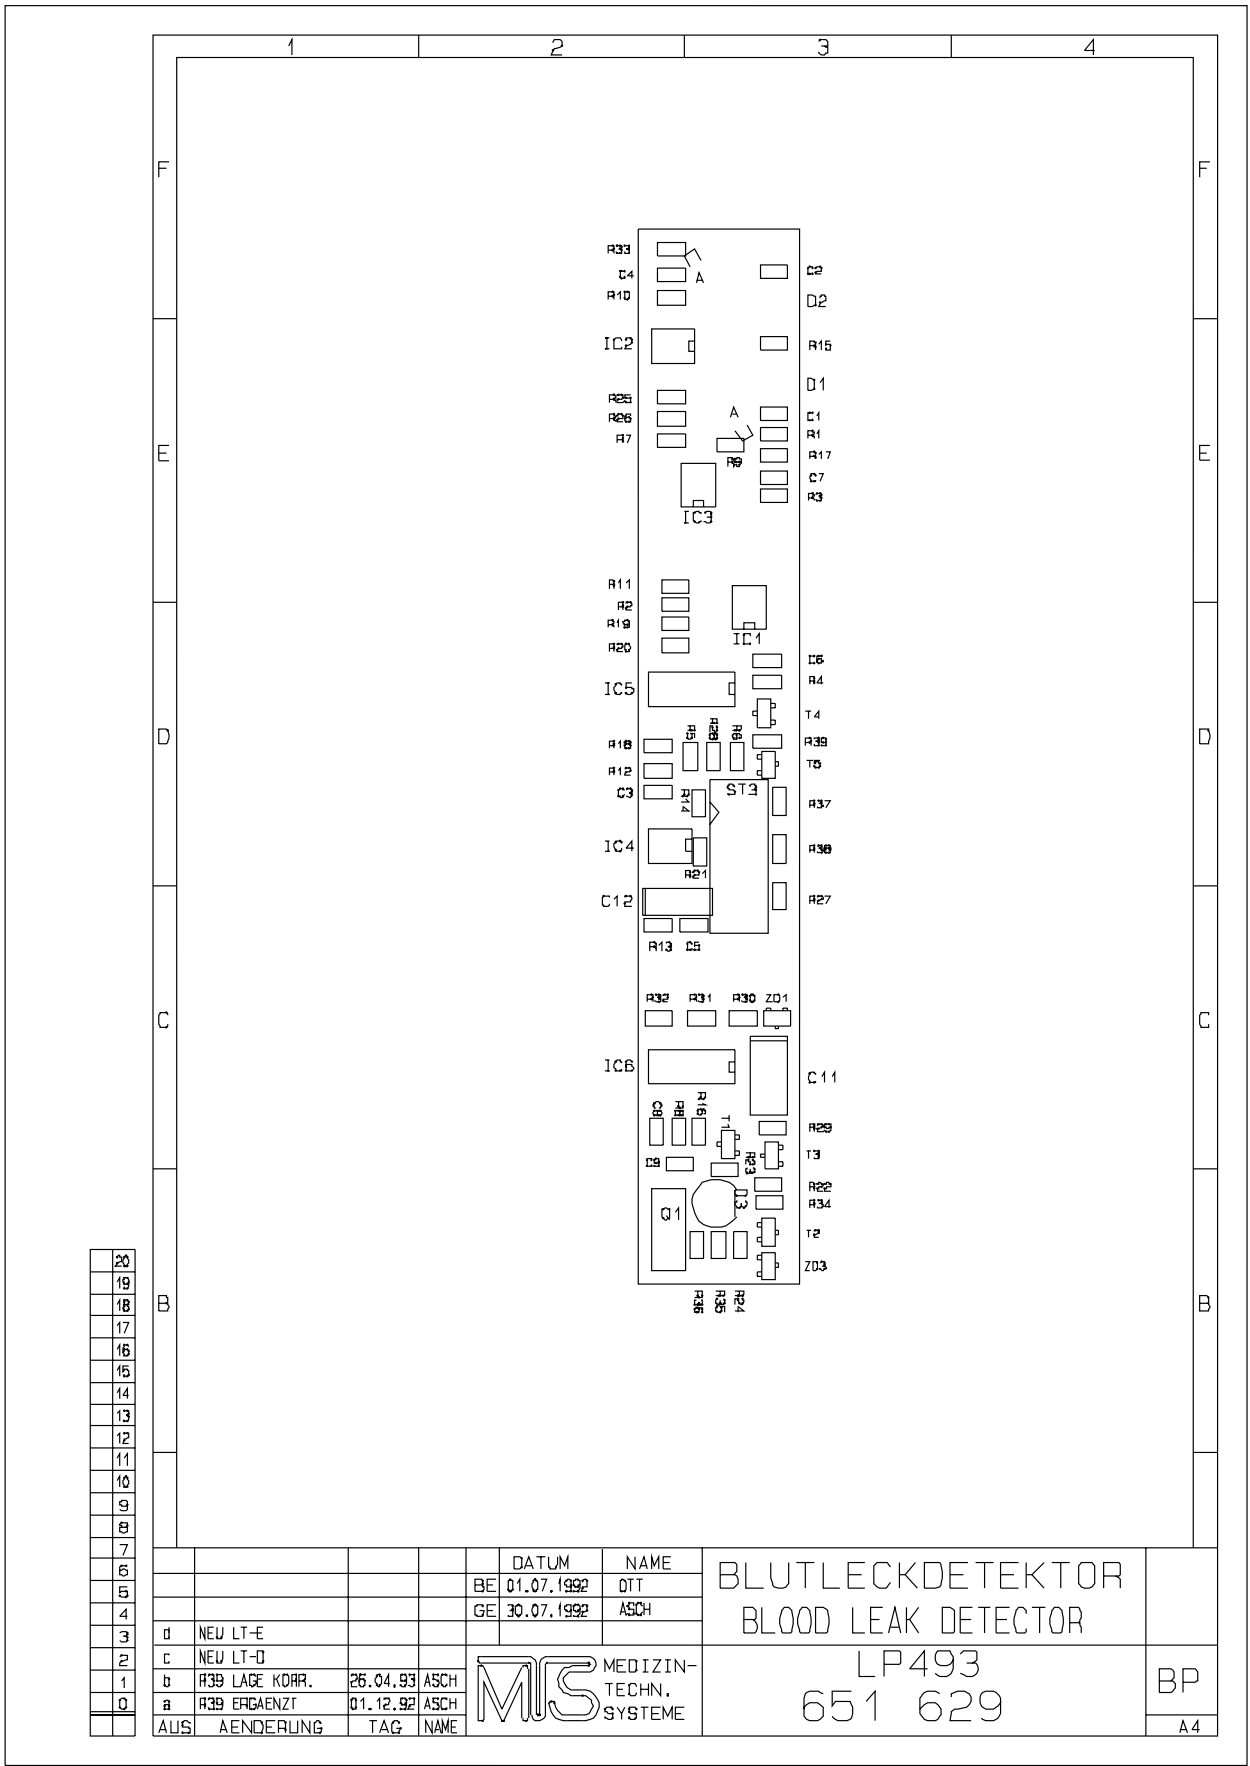 1 2 3 4
F F
R33
C4 A C2
R10 D2
IC2 R15
D1
R25
R26 A C1
R7 R1
R9 R17
C7
R3
IC3
R11
R2
R19 IC1
R20 C6
IC5 R4
T4
R5 R28 R6
R18 R39
R12 T5
C3 ST3
R14 R37
IC4 R38
R21
C12 R27
R13 C5
R32 R31 R30 ZD1
IC6 C11
C8 R8 R16 T1 R29
C9 R23 T3
R22
D3 R34
Q1 T2
ZD3
R36 R35 R24
E E
D D
C C
B B
20
19
18
17
16
15
14
13
12
11
10
9
8
7
6
5
4
3
2
1
0
DATUM NAME
BE 01.07.1992 OTT
GE 30.07.1992 ASCH
d NEU LT-E
c NEU LT-D
b R39 LAGE KORR. 26.04.93 ASCH
a R39 ERGAENZT 01.12.92 ASCH
AUS AENDERUNG TAG NAME
MTS MEDIZIN-
TECHN.
SYSTEME
BLUTLECKDETEKTOR
BLOOD LEAK DETECTOR
LP493
651 629
BP
A4